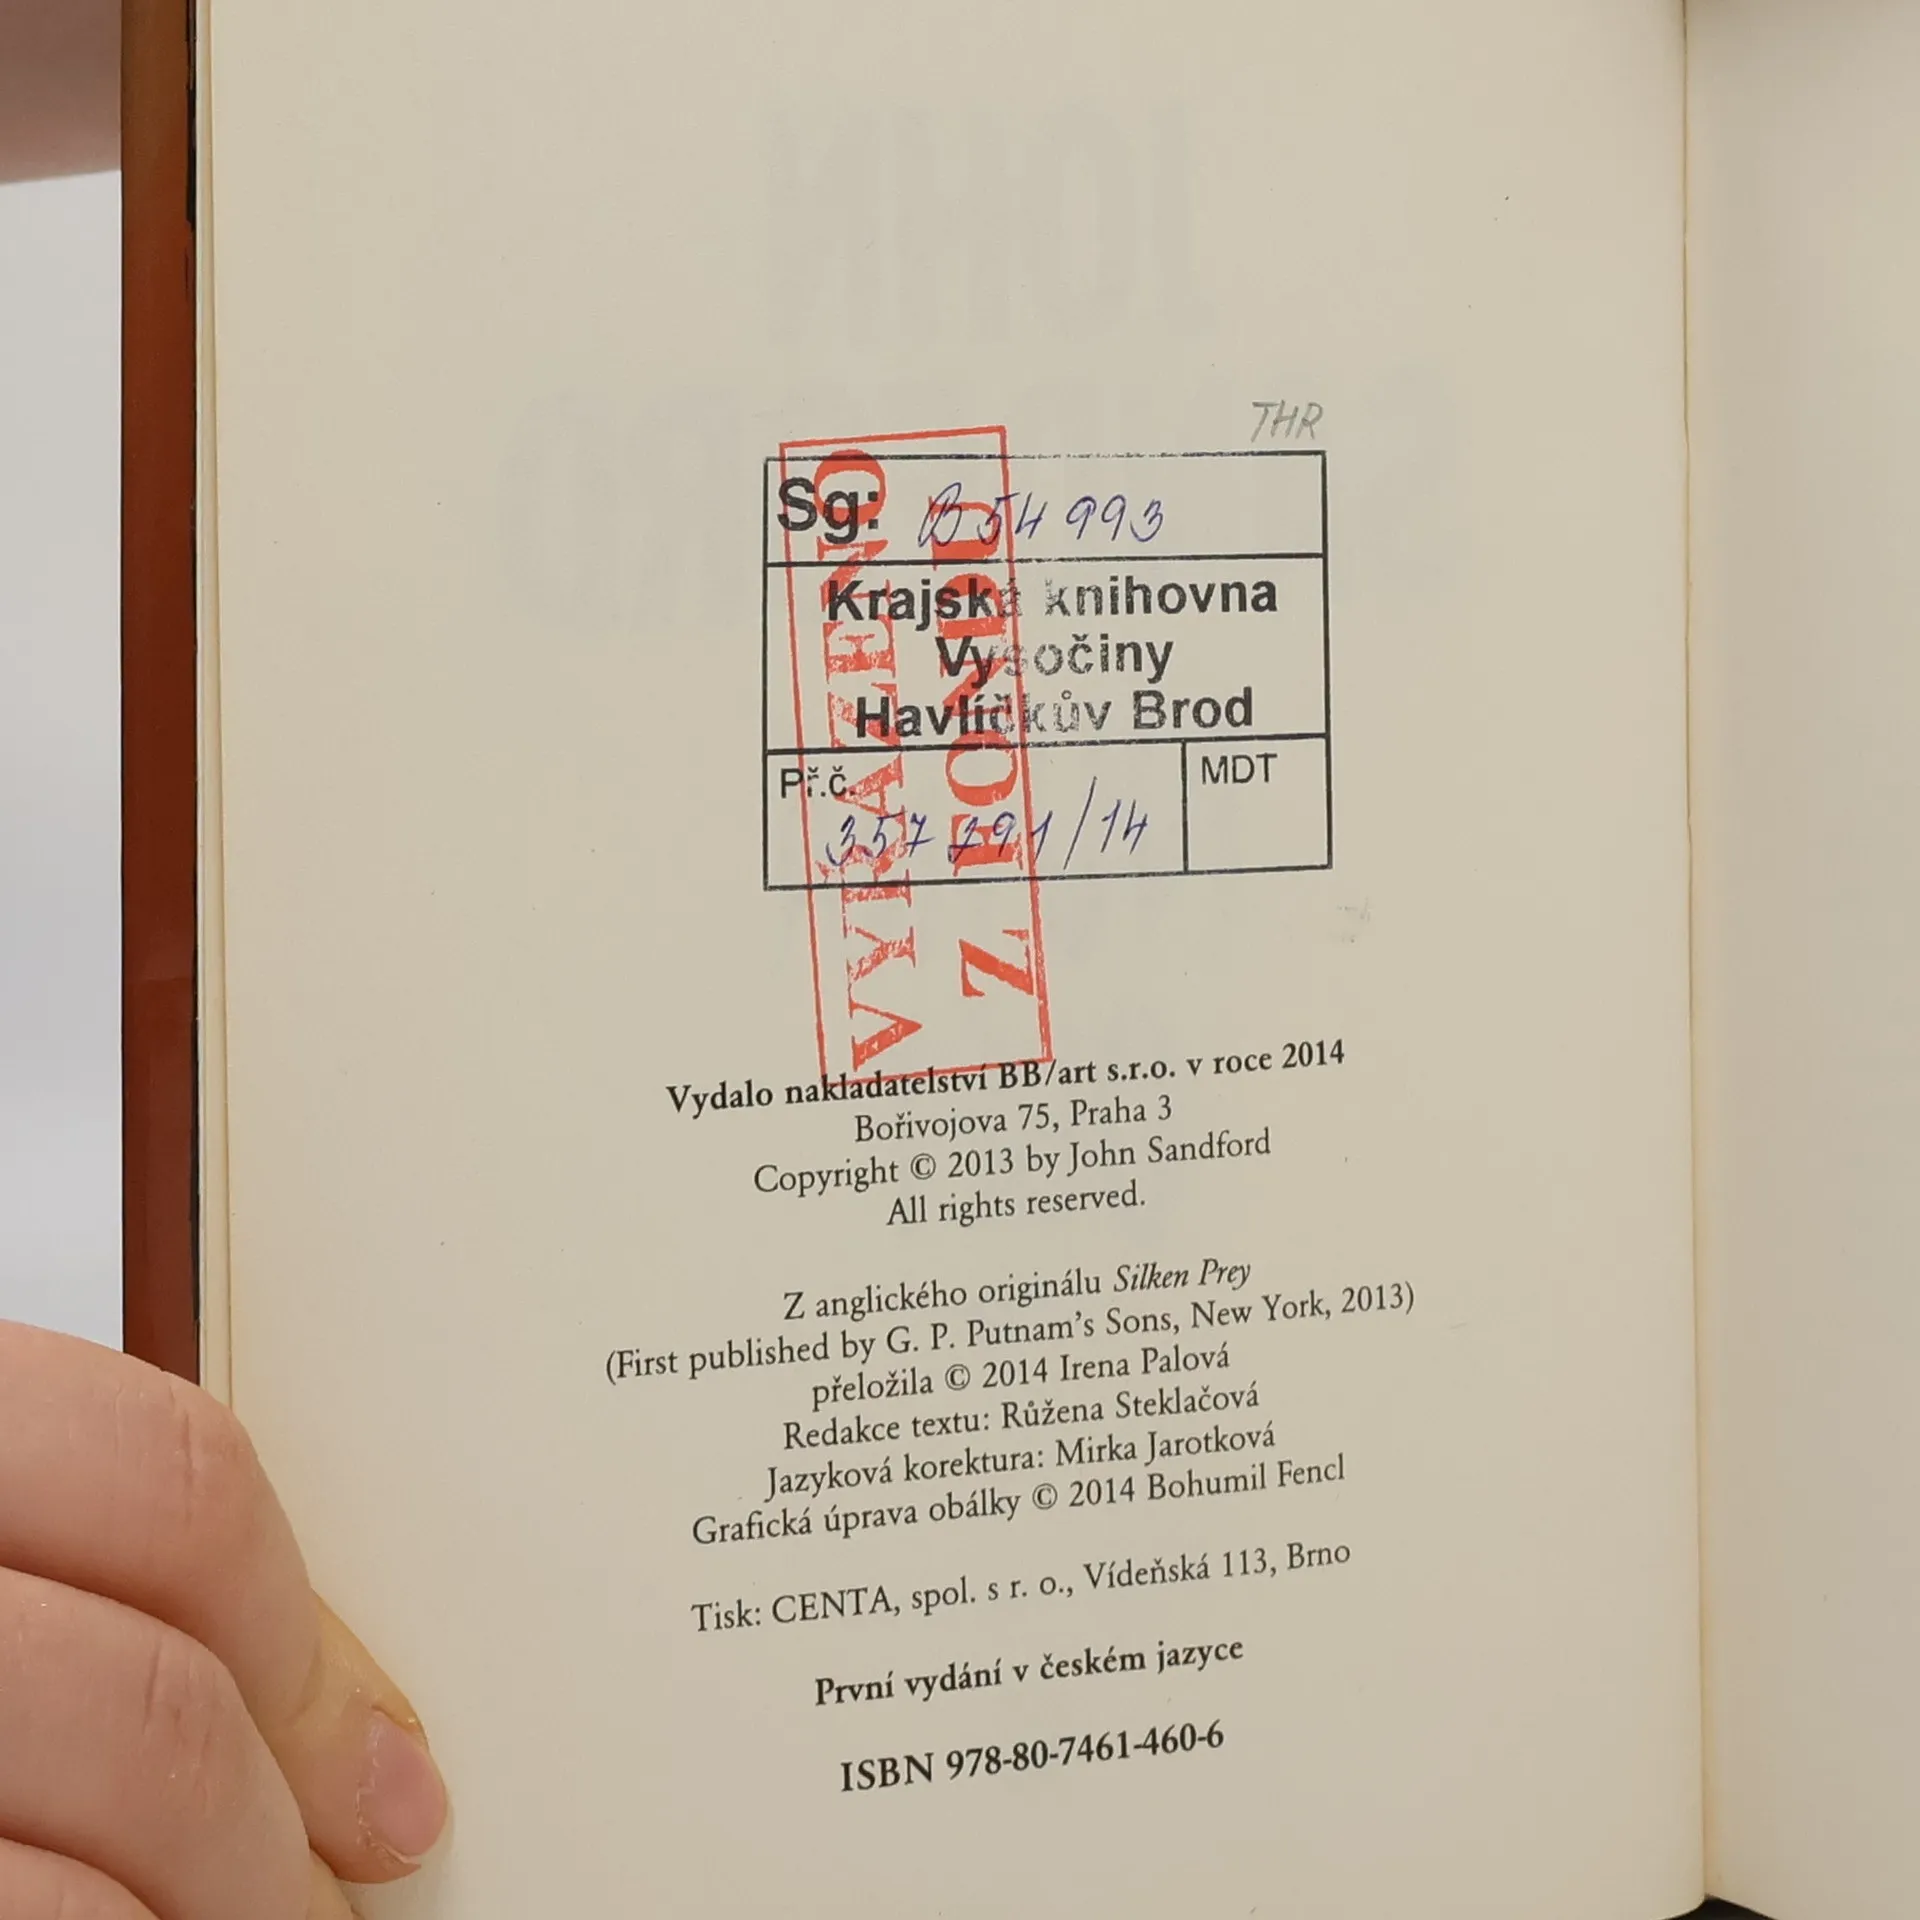 THR
Sg: B 54 993
Krajská knihovna
Vysočiny
Havlíčkův Brod
Př.č. MDT
357 791/14
VYŘAZENO
Z FONDU
Vydalo nakladatelství BB/art s.r.o. v roce 2014
Bořivojova 75, Praha 3
Copyright © 2013 by John Sandford
All rights reserved.
Z anglického originálu Silken Prey
(First published by G. P. Putnam’s Sons, New York, 2013)
přeložila © 2014 Irena Palová
Redakce textu: Růžena Steklačová
Jazyková korektura: Mirka Jarotková
Grafická úprava obálky © 2014 Bohumil Fencl
Tisk: CENTA, spol. s r. o., Vídeňská 113, Brno
První vydání v českém jazyce
ISBN 978-80-7461-460-6